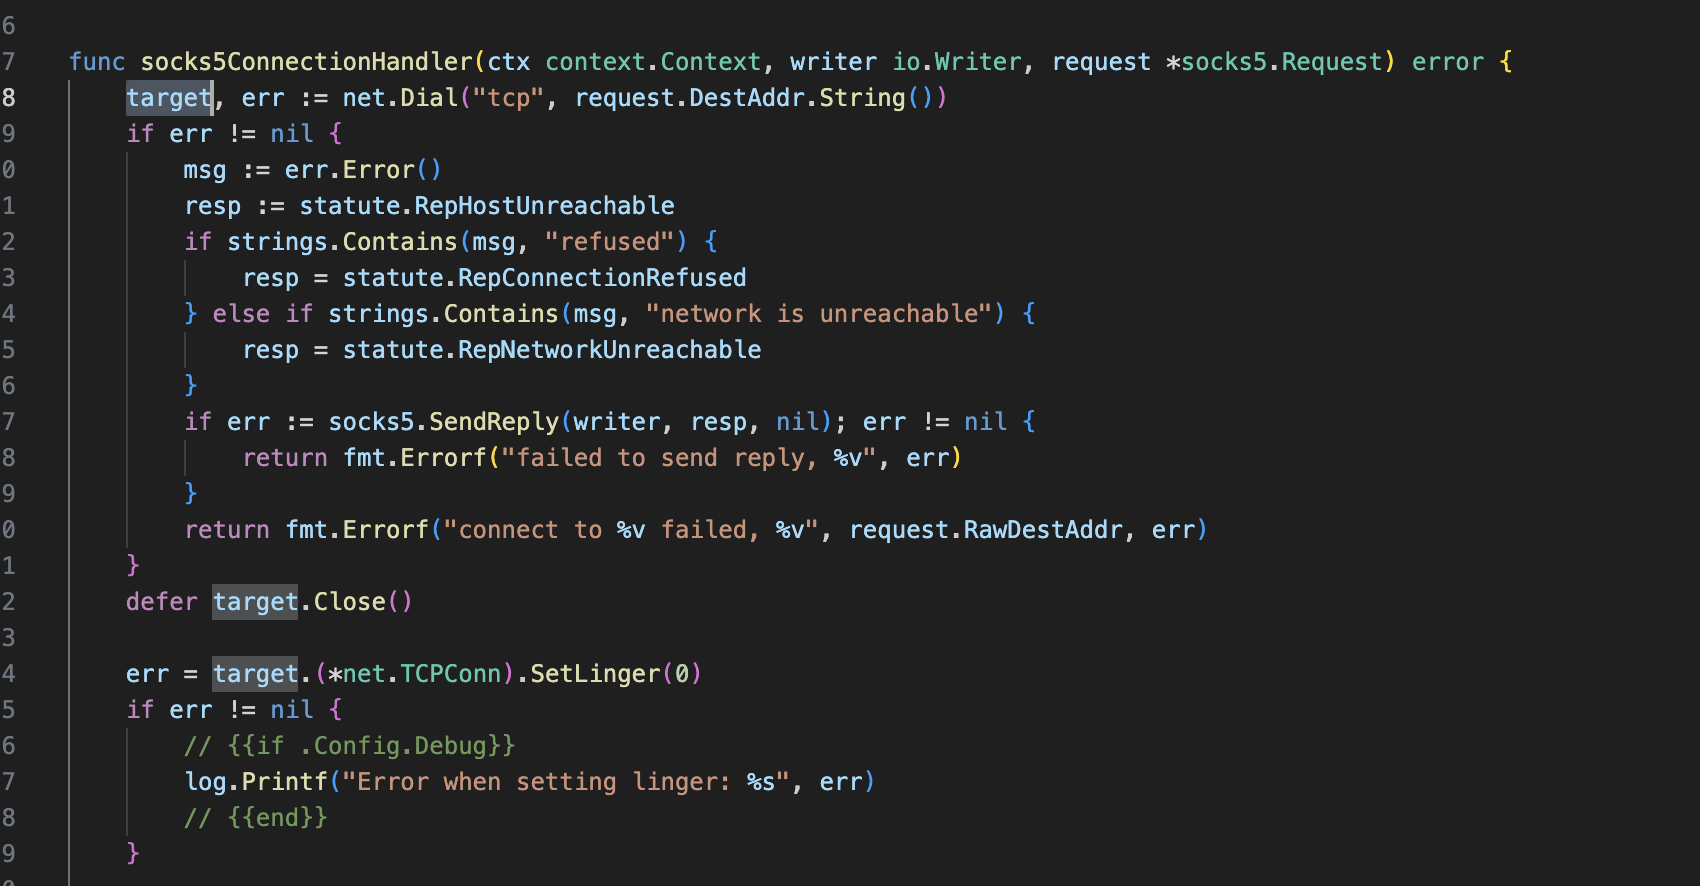 6
7 func socks5ConnectionHandler(ctx context.Context, writer io.Writer, request *socks5.Request) error {
8     target, err := net.Dial("tcp", request.DestAddr.String())
9     if err != nil {
0         msg := err.Error()
1         resp := statute.RepHostUnreachable
2         if strings.Contains(msg, "refused") {
3             resp = statute.RepConnectionRefused
4         } else if strings.Contains(msg, "network is unreachable") {
5             resp = statute.RepNetworkUnreachable
6         }
7         if err := socks5.SendReply(writer, resp, nil); err != nil {
8             return fmt.Errorf("failed to send reply, %v", err)
9         }
0         return fmt.Errorf("connect to %v failed, %v", request.RawDestAddr, err)
1     }
2     defer target.Close()
3
4     err = target.(*net.TCPConn).SetLinger(0)
5     if err != nil {
6         // {{if .Config.Debug}}
7         log.Printf("Error when setting linger: %s", err)
8         // {{end}}
9     }
0